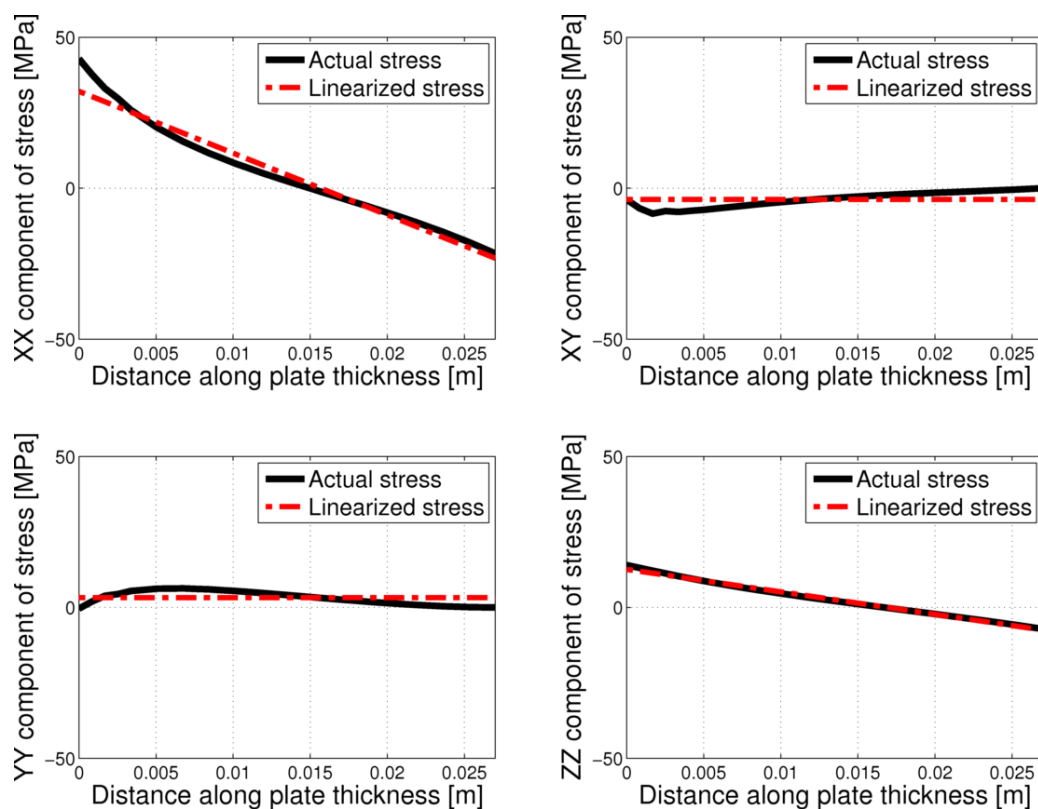 XX component of stress [MPa]
50
0
−50
Actual stress
Linearized stress
0 0.005 0.01 0.015 0.02 0.025
Distance along plate thickness [m]
XY component of stress [MPa]
50
0
−50
Actual stress
Linearized stress
0 0.005 0.01 0.015 0.02 0.025
Distance along plate thickness [m]
YY component of stress [MPa]
50
0
−50
Actual stress
Linearized stress
0 0.005 0.01 0.015 0.02 0.025
Distance along plate thickness [m]
ZZ component of stress [MPa]
50
0
−50
Actual stress
Linearized stress
0 0.005 0.01 0.015 0.02 0.025
Distance along plate thickness [m]